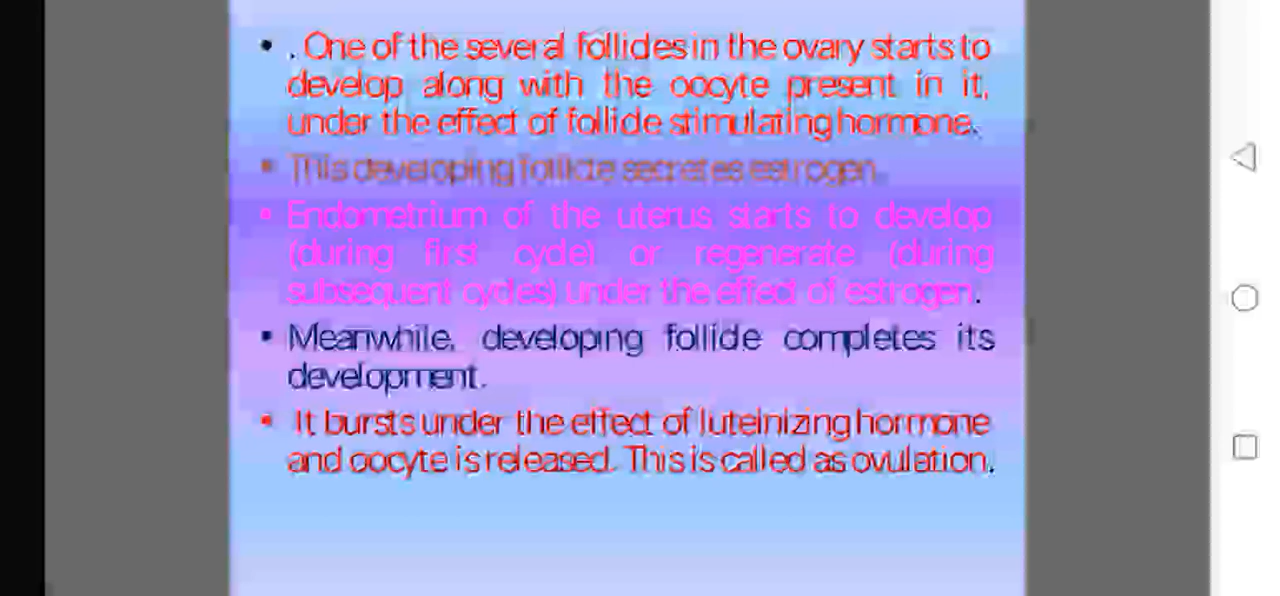 • . One of the several follicles in the ovary starts to
develop along with the oocyte present in it,
under the effect of follicle stimulating hormone.
• This developing follicle secretes estrogen.
• Endometrium of the uterus starts to develop
(during first cycle) or regenerate (during
subsequent cycles) under the effect of estrogen.
• Meanwhile, developing follicle completes its
development.
• It bursts under the effect of luteinizing hormone
and oocyte is released. This is called as ovulation.